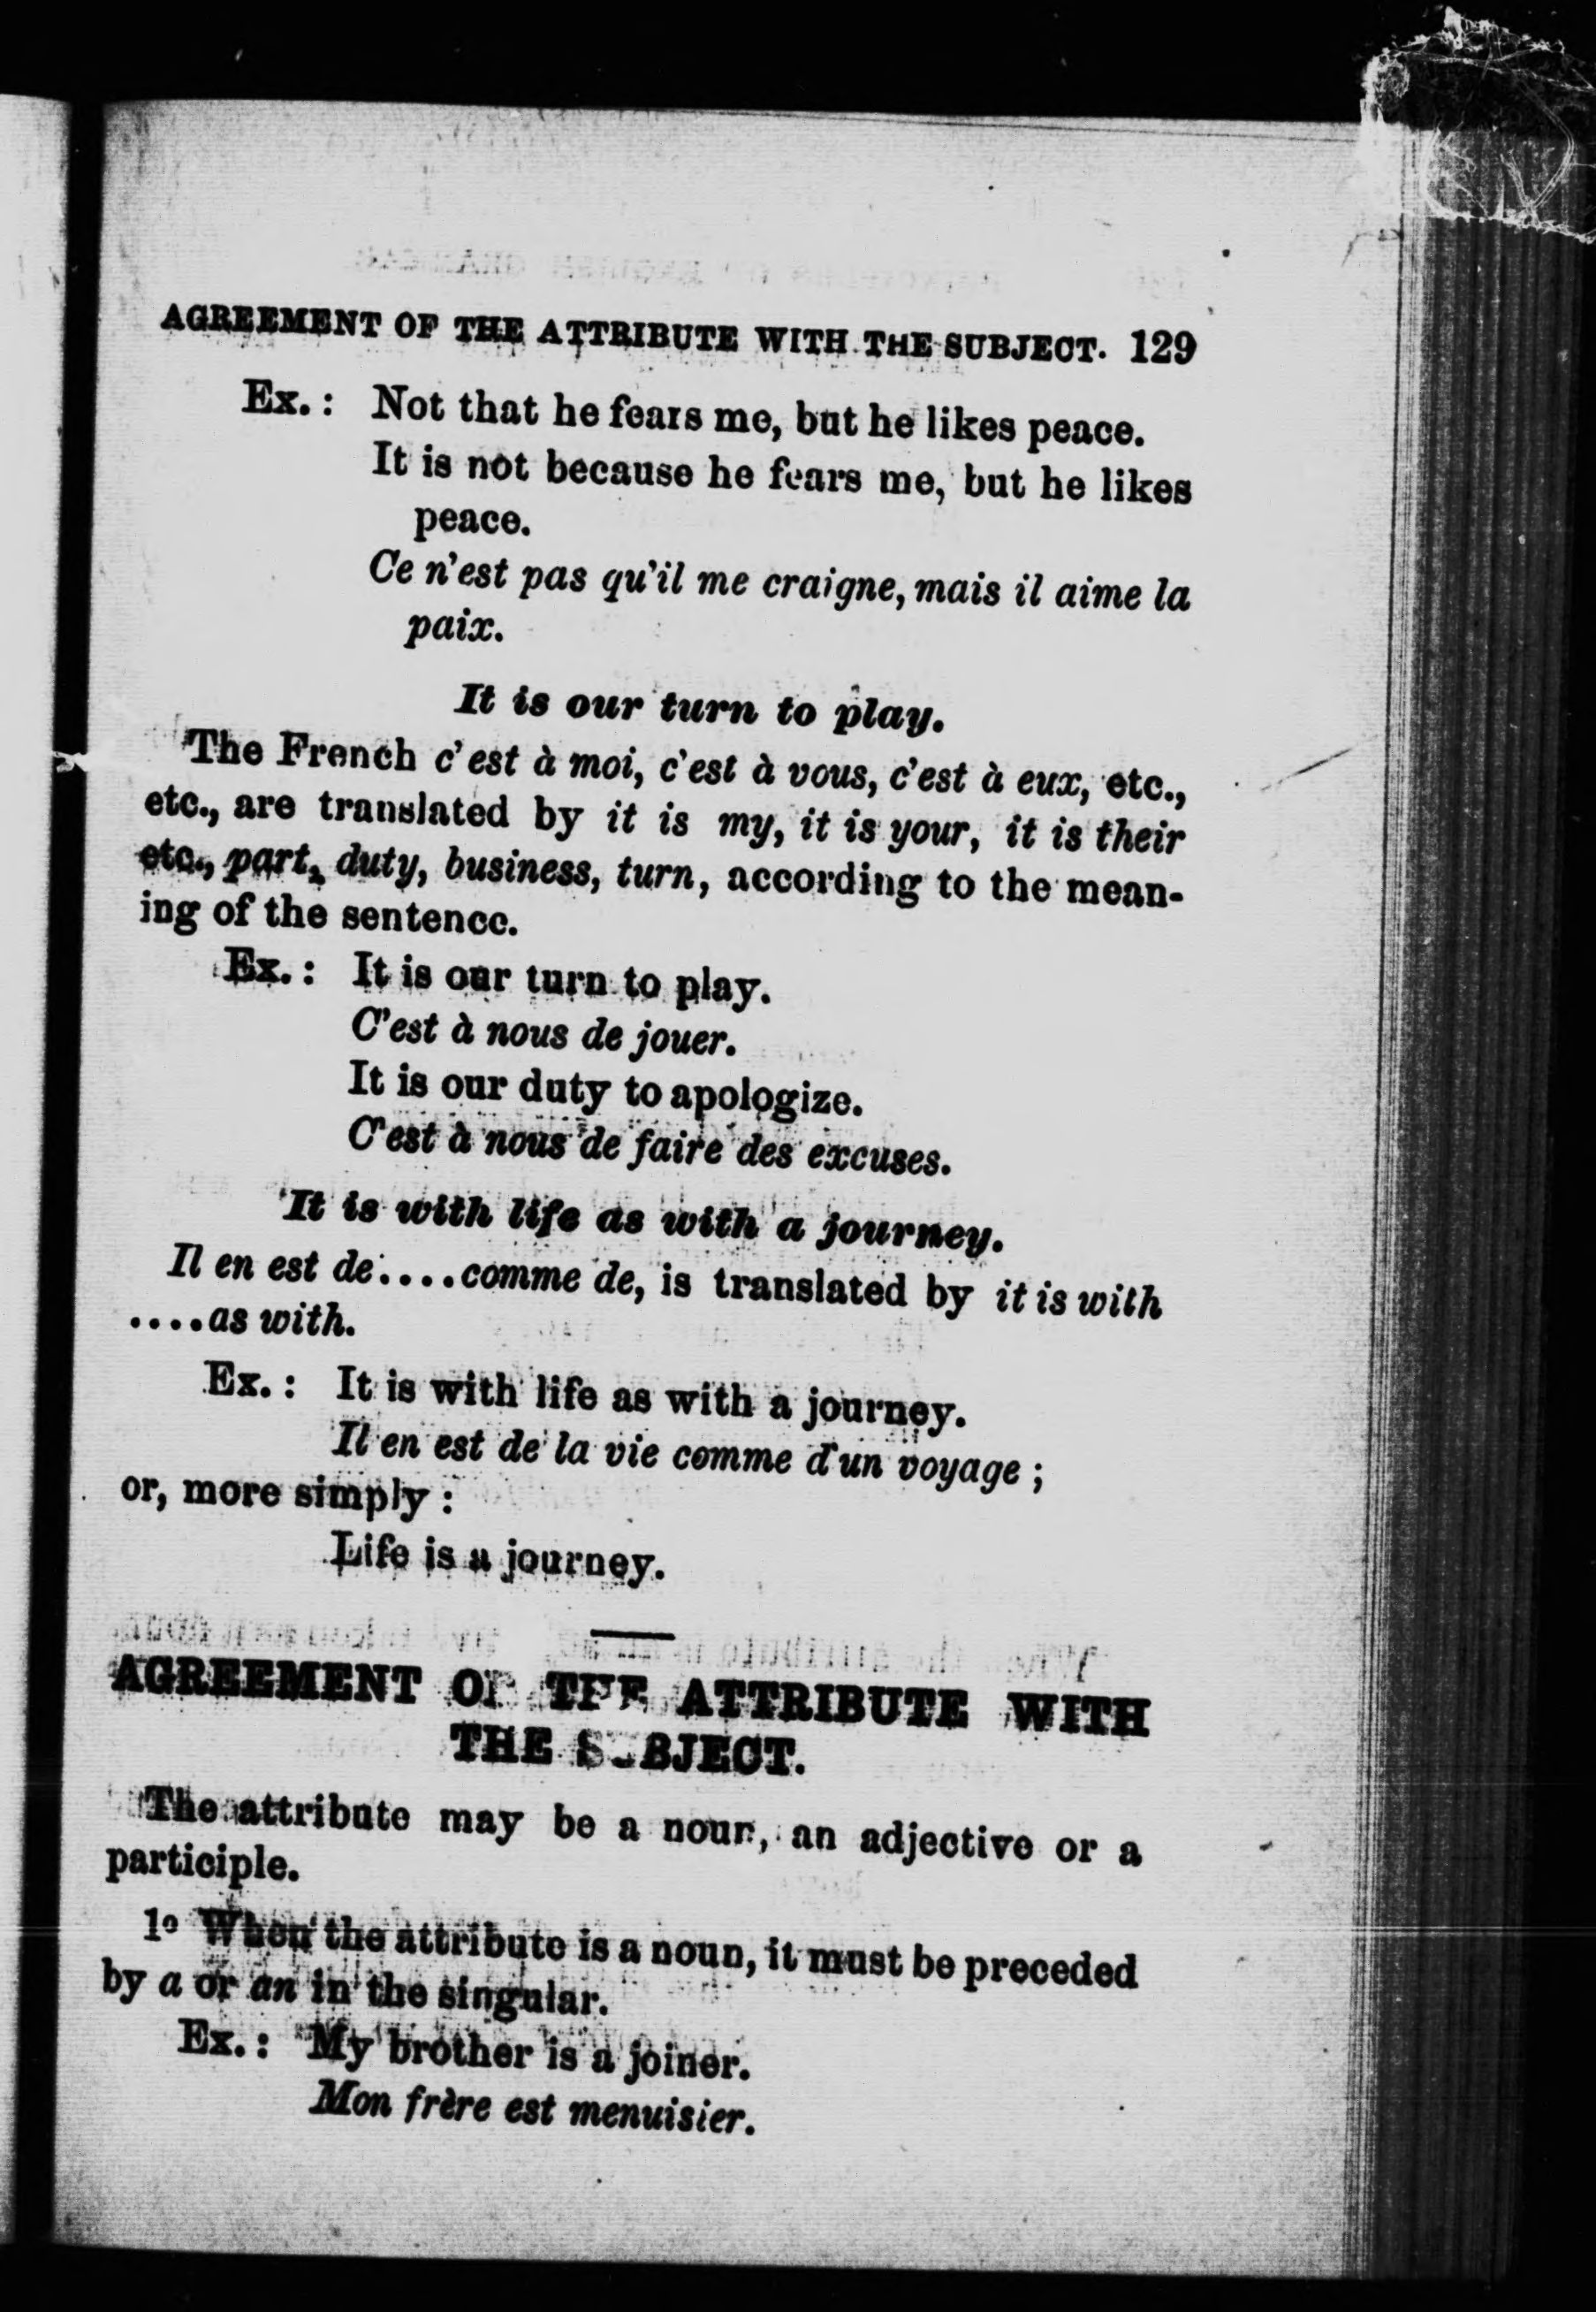 AGREEMENT OF THE ATTRIBUTE WITH THE SUBJECT. 129
Ex. : Not that he fears me, but he likes peace.
It is not because he fears me, but he likes
peace.
Ce n'est pas qu'il me craigne, mais il aime la
paix.
It is our turn to play.
The French c'est à moi, c'est à vous, c'est à eux, etc.,
etc., are translated by it is my, it is your, it is their
etc., part, duty, business, turn, according to the mean-
ing of the sentence.
Ex. : It is our turn to play.
C'est à nous de jouer.
It is our duty to apologize.
C'est à nous de faire des excuses.
It is with life as with a journey.
Il en est de....comme de, is translated by it is with
....as with.
Ex. : It is with life as with a journey.
Il en est de la vie comme d'un voyage ;
or, more simply :
Life is a journey.
AGREEMENT OF THE ATTRIBUTE WITH
THE SUBJECT.
The attribute may be a noun, an adjective or a
participle.
1o When the attribute is a noun, it must be preceded
by a or an in the singular.
Ex. : My brother is a joiner.
Mon frère est menuisier.